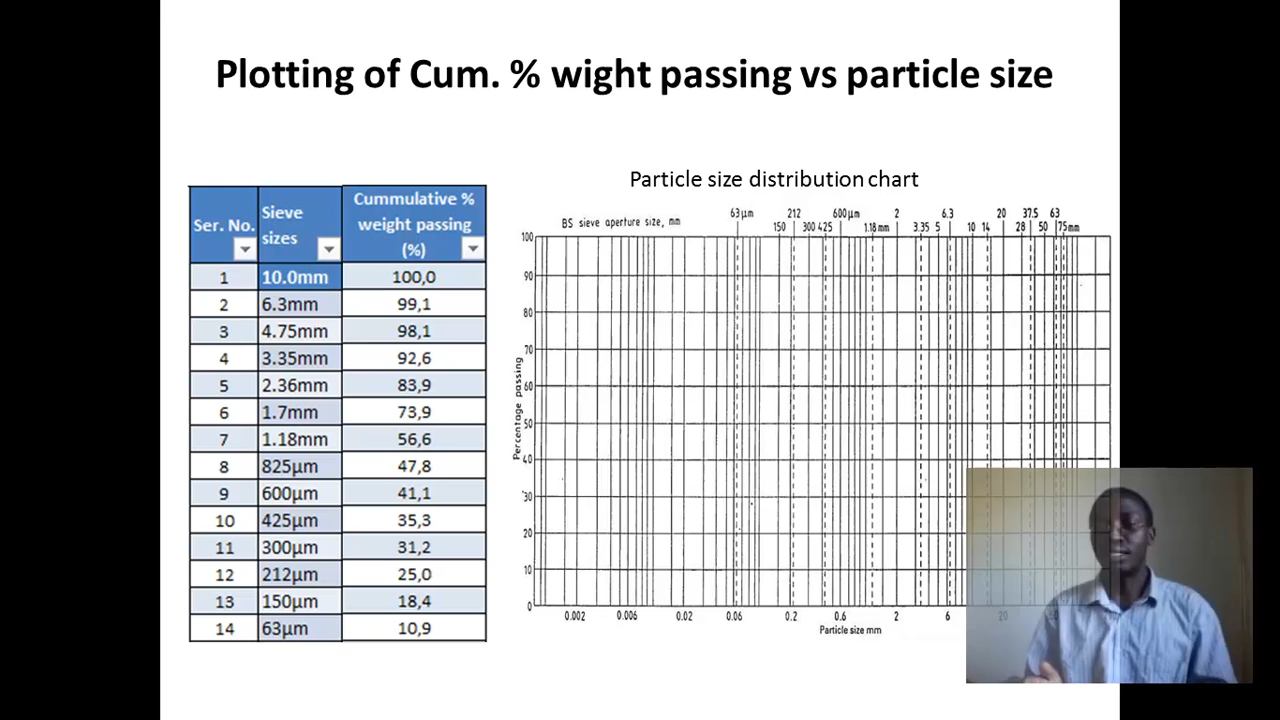 Plotting of Cum. % wight passing vs particle size
Ser. No. Sieve sizes Cummulative % weight passing (%)
1 10.0mm 100,0
2 6.3mm 99,1
3 4.75mm 98,1
4 3.35mm 92,6
5 2.36mm 83,9
6 1.7mm 73,9
7 1.18mm 56,6
8 825µm 47,8
9 600µm 41,1
10 425µm 35,3
11 300µm 31,2
12 212µm 25,0
13 150µm 18,4
14 63µm 10,9
Particle size distribution chart
63µm 212 600µm 2 6.3 20 37.5 63
BS sieve aperture size, mm 150 300 425 1.18mm 3.35 5 10 14 28 50 75mm
100
90
80
70
60
50
40
30
20
10
0
Percentage passing
0.002 0.006 0.02 0.06 0.2 0.6 2 6 20
Particle size mm